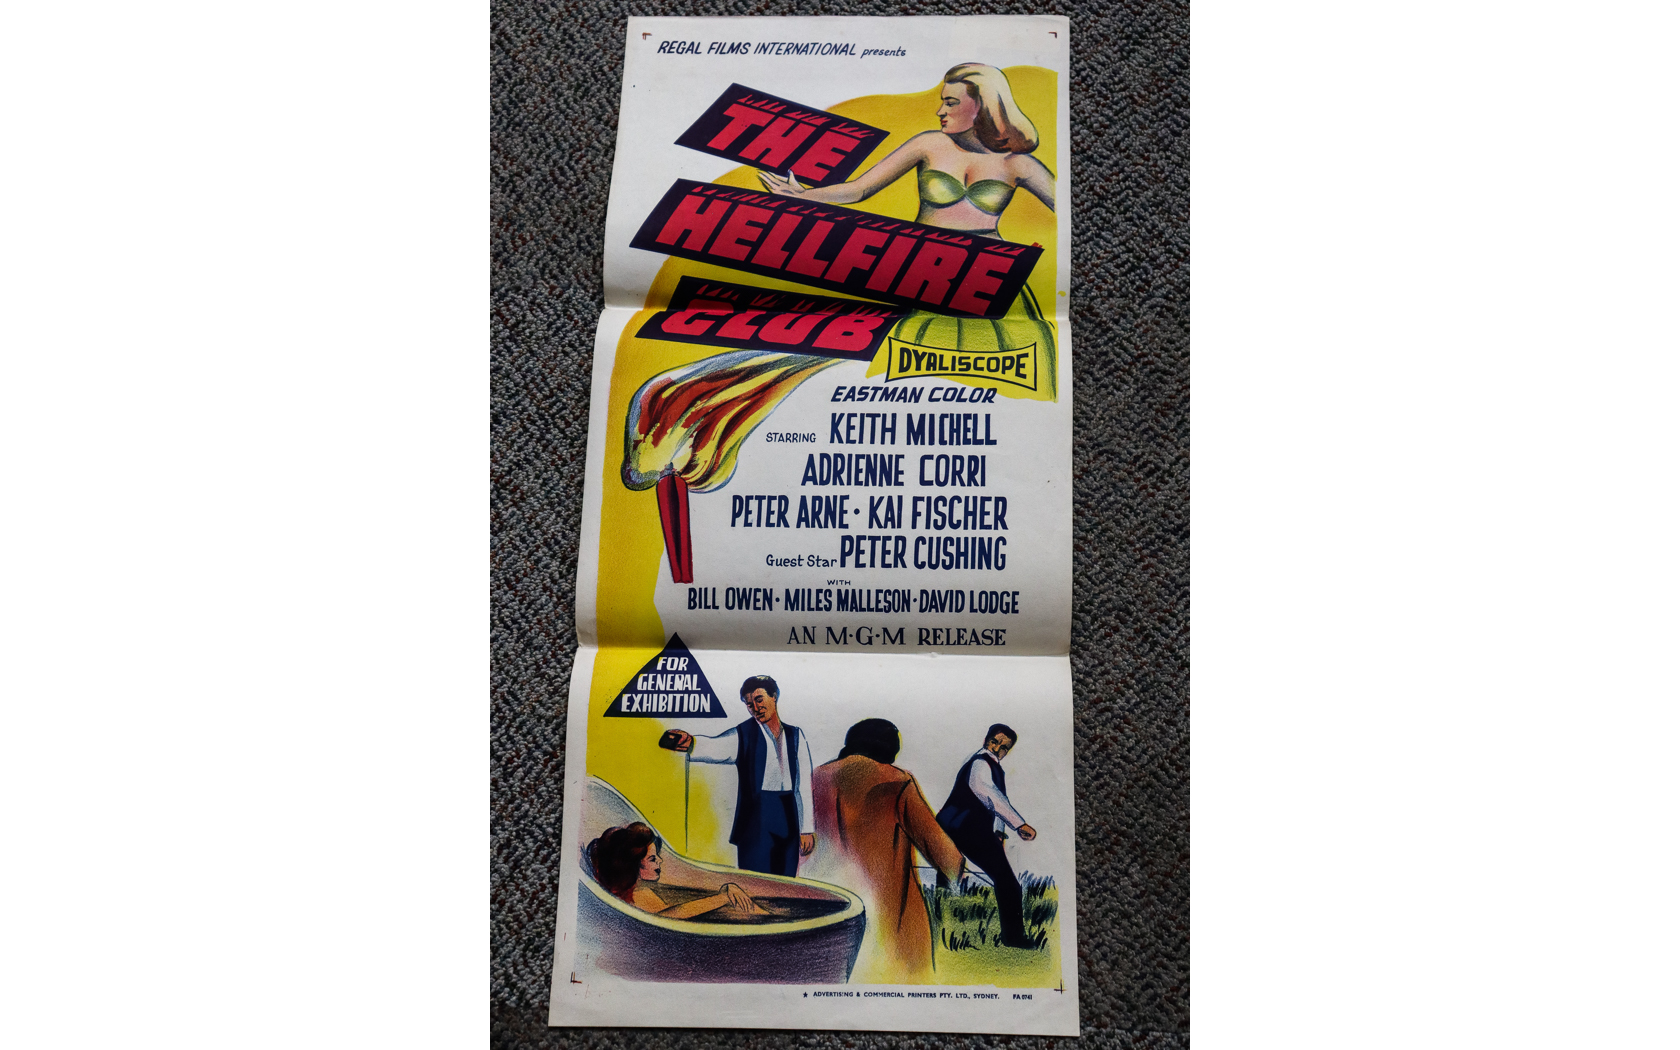 REGAL FILMS INTERNATIONAL presents
THE
HELLFIRE
CLUB
DYALISCOPE
EASTMAN COLOR
STARRING KEITH MICHELL
ADRIENNE CORRI
PETER ARNE · KAI FISCHER
Guest Star PETER CUSHING
WITH
BILL OWEN · MILES MALLESON · DAVID LODGE
AN M·G·M RELEASE
FOR
GENERAL
EXHIBITION
★ ADVERTISING & COMMERCIAL PRINTERS PTY. LTD., SYDNEY. FA 0741